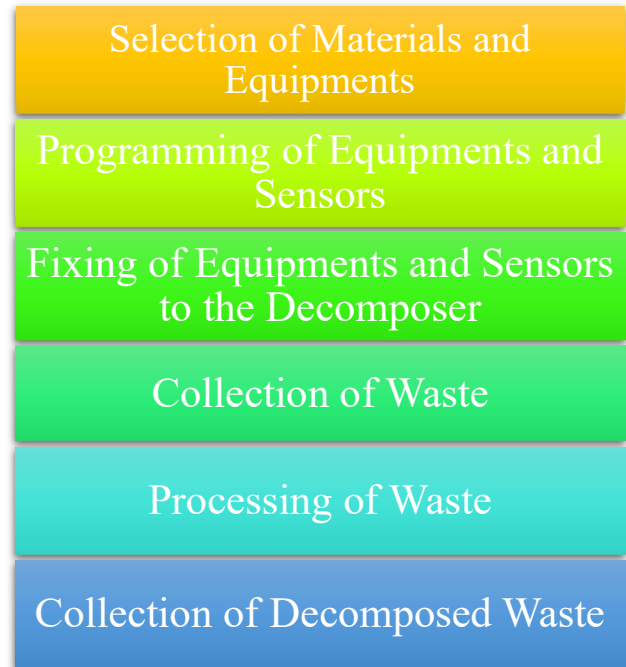 Selection of Materials and
Equipments
Programming of Equipments and
Sensors
Fixing of Equipments and Sensors
to the Decomposer
Collection of Waste
Processing of Waste
Collection of Decomposed Waste